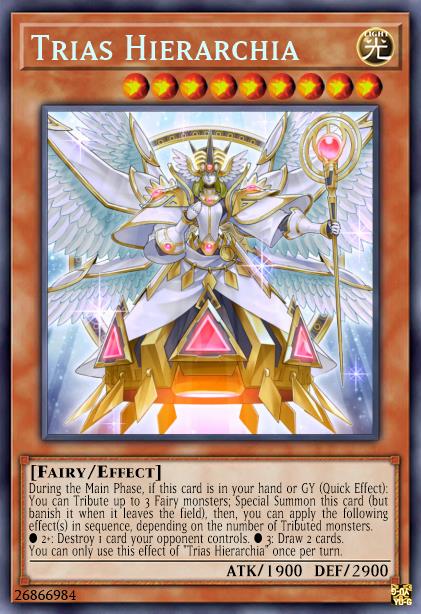 TRIAS HIERARCHIA
LIGHT
光
[FAIRY/EFFECT]
During the Main Phase, if this card is in your hand or GY (Quick Effect):
You can Tribute up to 3 Fairy monsters; Special Summon this card (but
banish it when it leaves the field), then, you can apply the following
effect(s) in sequence, depending on the number of Tributed monsters.
● 2+: Destroy 1 card your opponent controls. ● 3: Draw 2 cards.
You can only use this effect of "Trias Hierarchia" once per turn.
ATK/1900 DEF/2900
26866984